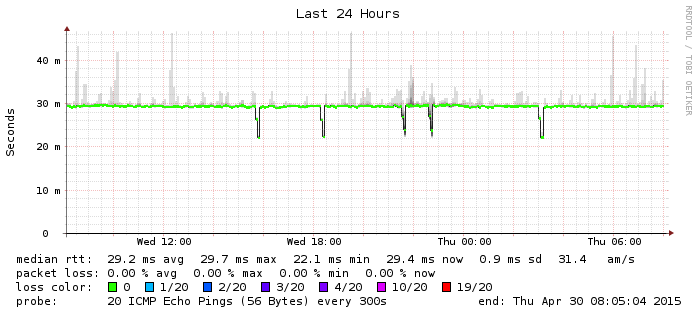 Last 24 Hours
RRDTOOL / TOBI OETIKER
Seconds
40 m
30 m
20 m
10 m
0
Wed 12:00 Wed 18:00 Thu 00:00 Thu 06:00
median rtt: 29.2 ms avg 29.7 ms max 22.1 ms min 29.4 ms now 0.9 ms sd 31.4 am/s
packet loss: 0.00 % avg 0.00 % max 0.00 % min 0.00 % now
loss color: 0 1/20 2/20 3/20 4/20 10/20 19/20
probe: 20 ICMP Echo Pings (56 Bytes) every 300s end: Thu Apr 30 08:05:04 2015